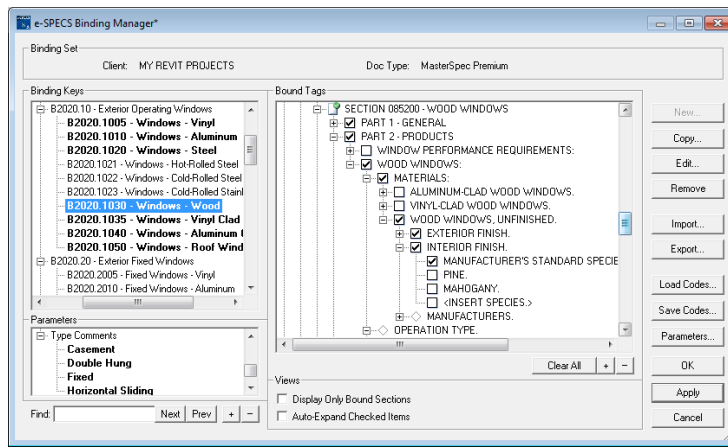 e-SPECS Binding Manager*
Binding Set
Client: MY REVIT PROJECTS
Doc Type: MasterSpec Premium
Binding Keys
B2020.10 - Exterior Operating Windows
B2020.1005 - Windows - Vinyl
B2020.1010 - Windows - Aluminum
B2020.1020 - Windows - Steel
B2020.1021 - Windows - Hot-Rolled Steel
B2020.1022 - Windows - Cold-Rolled Steel
B2020.1023 - Windows - Cold-Rolled Stainl
B2020.1030 - Windows - Wood
B2020.1035 - Windows - Vinyl Clad
B2020.1040 - Windows - Aluminum
B2020.1050 - Windows - Roof Wind
B2020.20 - Exterior Fixed Windows
B2020.2005 - Fixed Windows - Vinyl
B2020.2010 - Fixed Windows - Aluminum
Parameters
Type Comments
Casement
Double Hung
Fixed
Horizontal Sliding
Find:
Next
Prev
+
–
Bound Tags
SECTION 085200 - WOOD WINDOWS
PART 1 - GENERAL
PART 2 - PRODUCTS
WINDOW PERFORMANCE REQUIREMENTS:
WOOD WINDOWS:
MATERIALS:
ALUMINUM-CLAD WOOD WINDOWS.
VINYL-CLAD WOOD WINDOWS.
WOOD WINDOWS, UNFINISHED.
EXTERIOR FINISH.
INTERIOR FINISH.
MANUFACTURER'S STANDARD SPECIE
PINE.
MAHOGANY.
<INSERT SPECIES.>
MANUFACTURERS.
OPERATION TYPE.
Clear All
+
–
Views
Display Only Bound Sections
Auto-Expand Checked Items
New...
Copy...
Edit...
Remove
Import...
Export...
Load Codes...
Save Codes...
Parameters...
OK
Apply
Cancel